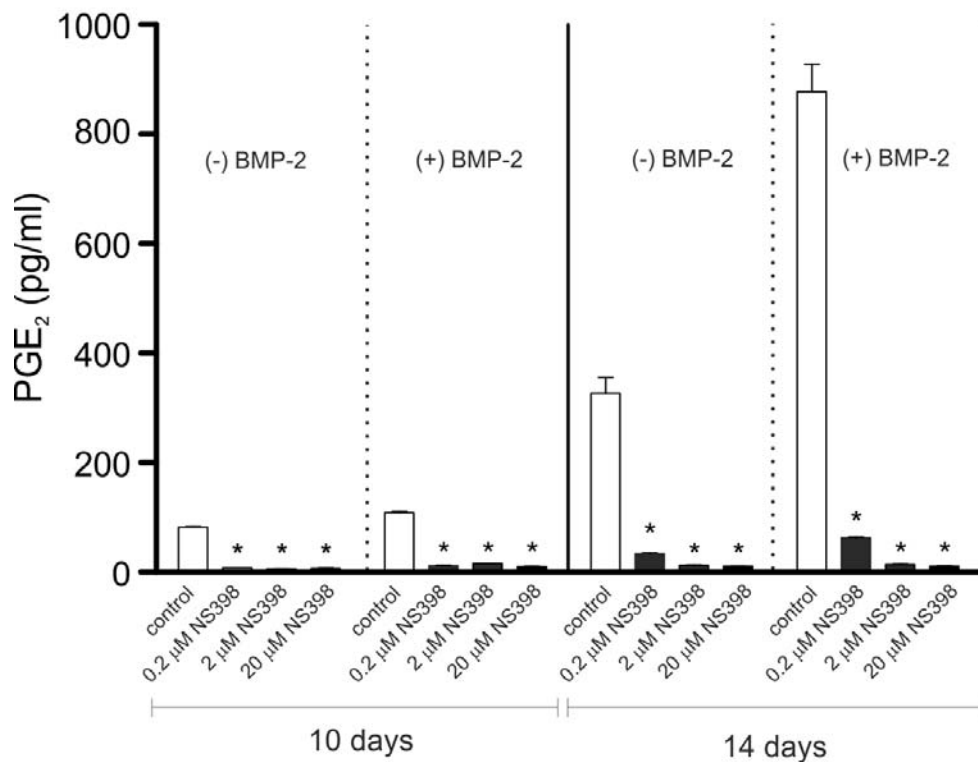 PGE₂ (pg/ml)
1000
800
600
400
200
0
(-) BMP-2
(+) BMP-2
(-) BMP-2
(+) BMP-2
* * * * * * * * * * * *
control
0.2 µM NS398
2 µM NS398
20 µM NS398
control
0.2 µM NS398
2 µM NS398
20 µM NS398
control
0.2 µM NS398
2 µM NS398
20 µM NS398
control
0.2 µM NS398
2 µM NS398
20 µM NS398
10 days
14 days